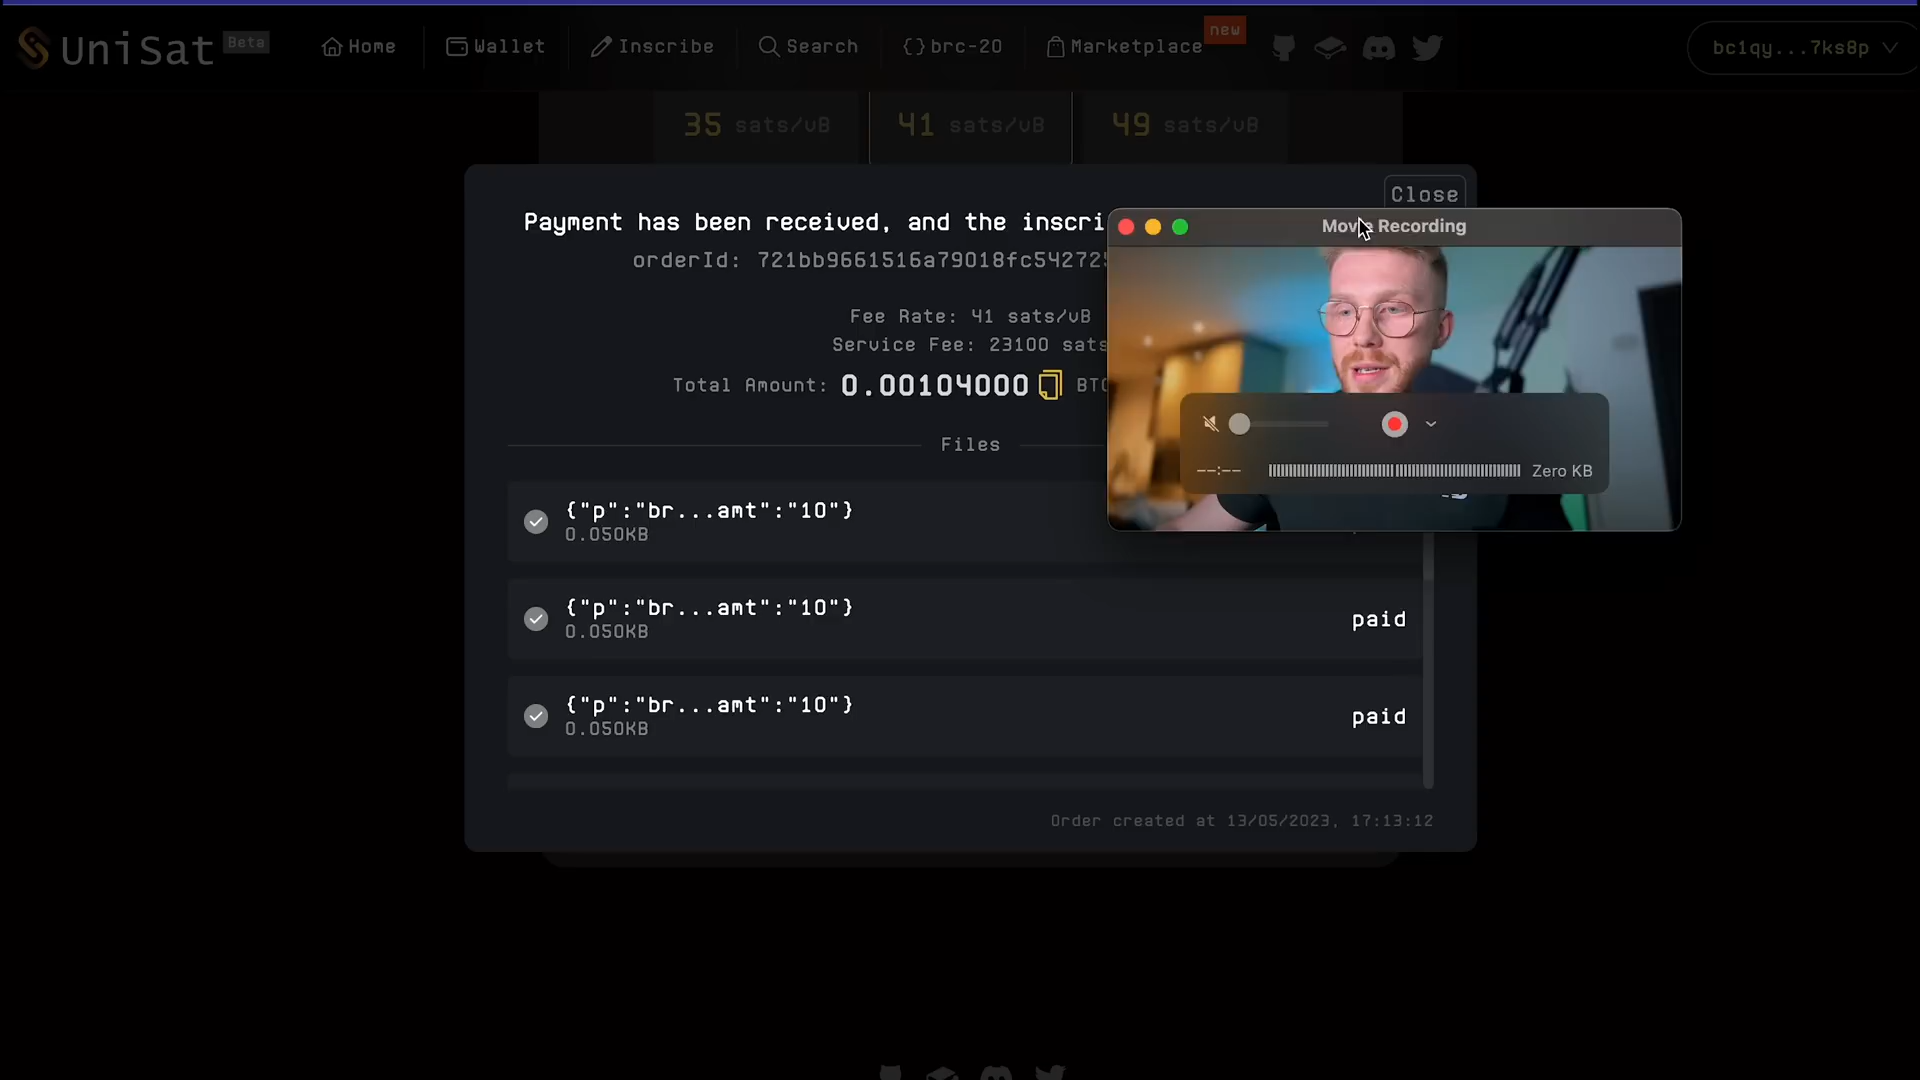 UniSat Beta Home Wallet Inscribe Search {} brc-20 Marketplace new bc1qy...7ks8p
35 sats/vB 41 sats/vB 49 sats/vB
Close
Payment has been received, and the inscri
Movie Recording
orderId: 721bb9661516a79018fc542725
Fee Rate: 41 sats/vB
Service Fee: 23100 sats
Total Amount: 0.00104000 BTC
--:-- Zero KB
Files
{"p":"br...amt":"10"}
0.050KB
{"p":"br...amt":"10"}
0.050KB
paid
{"p":"br...amt":"10"}
0.050KB
paid
Order created at 13/05/2023, 17:13:12